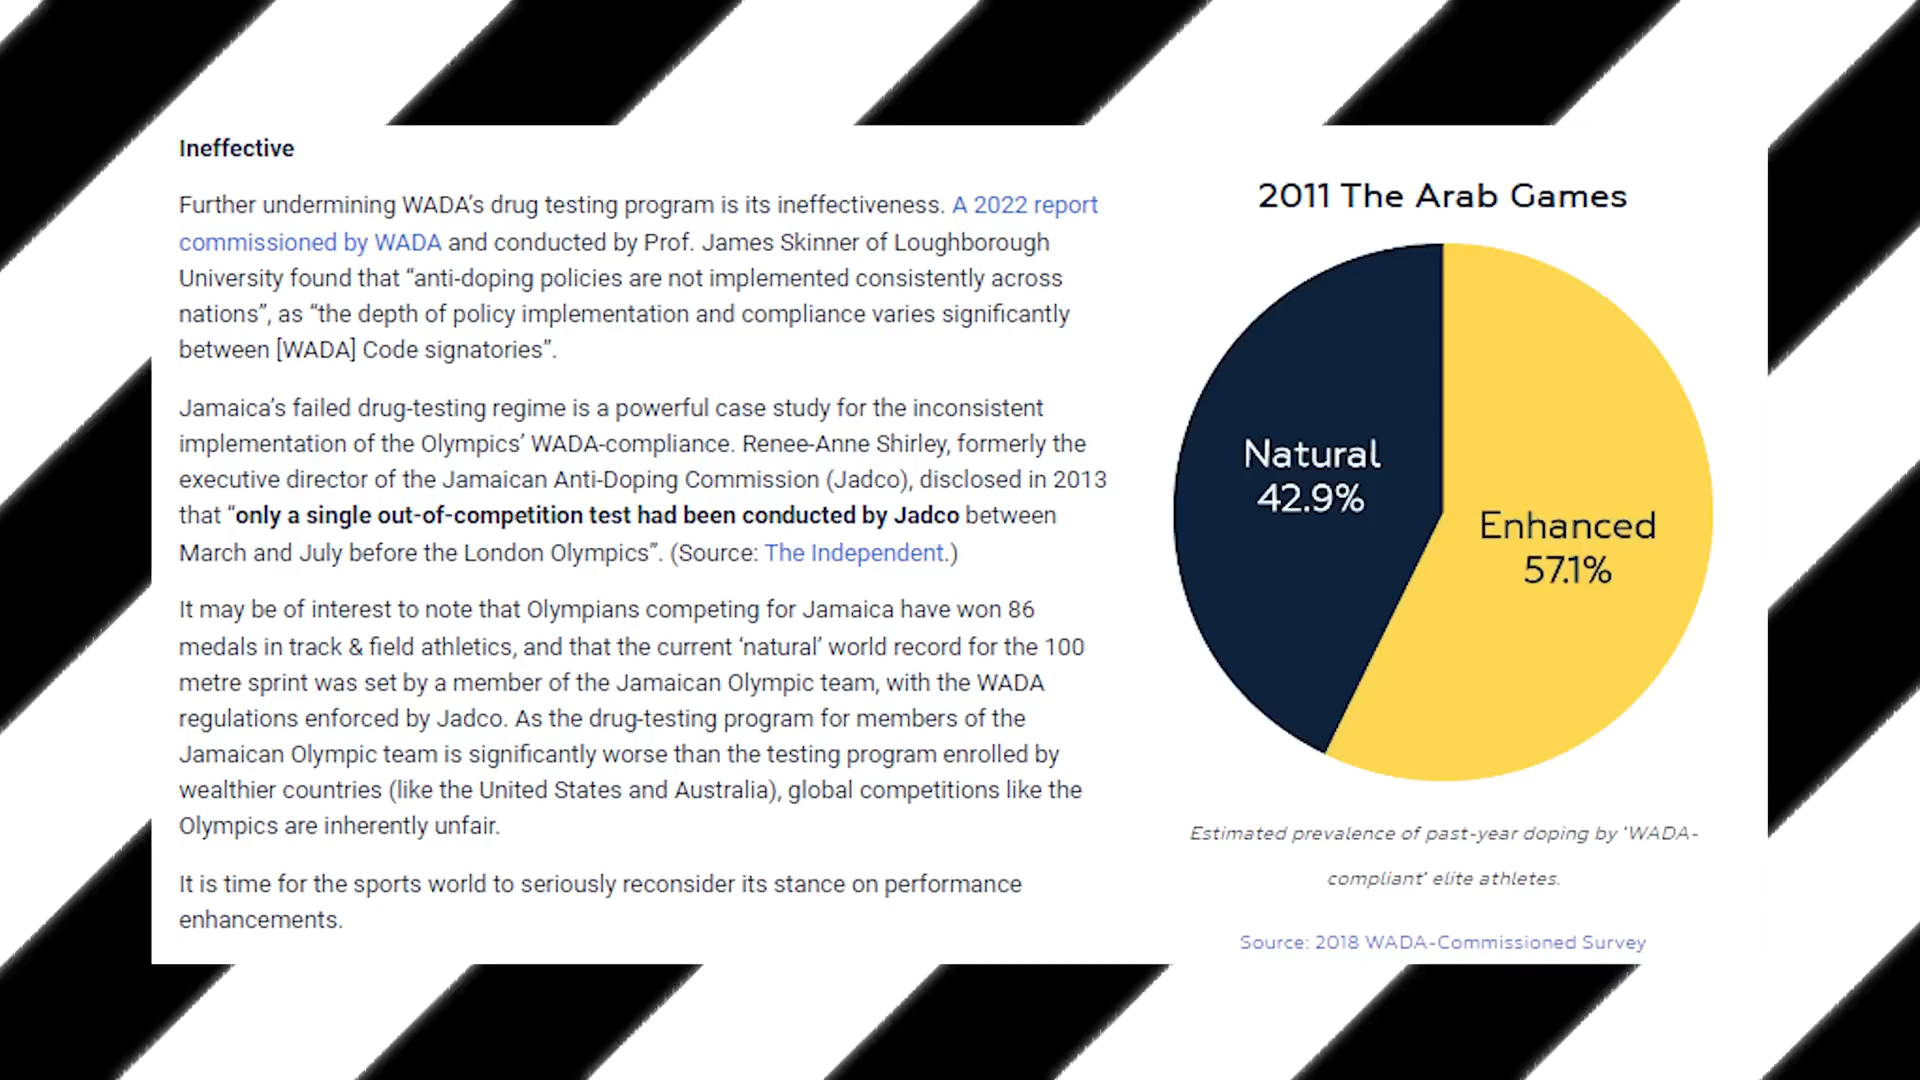 Ineffective
Further undermining WADA’s drug testing program is its ineffectiveness. A 2022 report
commissioned by WADA and conducted by Prof. James Skinner of Loughborough
University found that “anti-doping policies are not implemented consistently across
nations”, as “the depth of policy implementation and compliance varies significantly
between [WADA] Code signatories”.
Jamaica’s failed drug-testing regime is a powerful case study for the inconsistent
implementation of the Olympics’ WADA-compliance. Renee-Anne Shirley, formerly the
executive director of the Jamaican Anti-Doping Commission (Jadco), disclosed in 2013
that “only a single out-of-competition test had been conducted by Jadco between
March and July before the London Olympics”. (Source: The Independent.)
It may be of interest to note that Olympians competing for Jamaica have won 86
medals in track & field athletics, and that the current ‘natural’ world record for the 100
metre sprint was set by a member of the Jamaican Olympic team, with the WADA
regulations enforced by Jadco. As the drug-testing program for members of the
Jamaican Olympic team is significantly worse than the testing program enrolled by
wealthier countries (like the United States and Australia), global competitions like the
Olympics are inherently unfair.
It is time for the sports world to seriously reconsider its stance on performance
enhancements.
2011 The Arab Games
Natural
42.9%
Enhanced
57.1%
Estimated prevalence of past-year doping by 'WADA-
compliant' elite athletes.
Source: 2018 WADA-Commissioned Survey